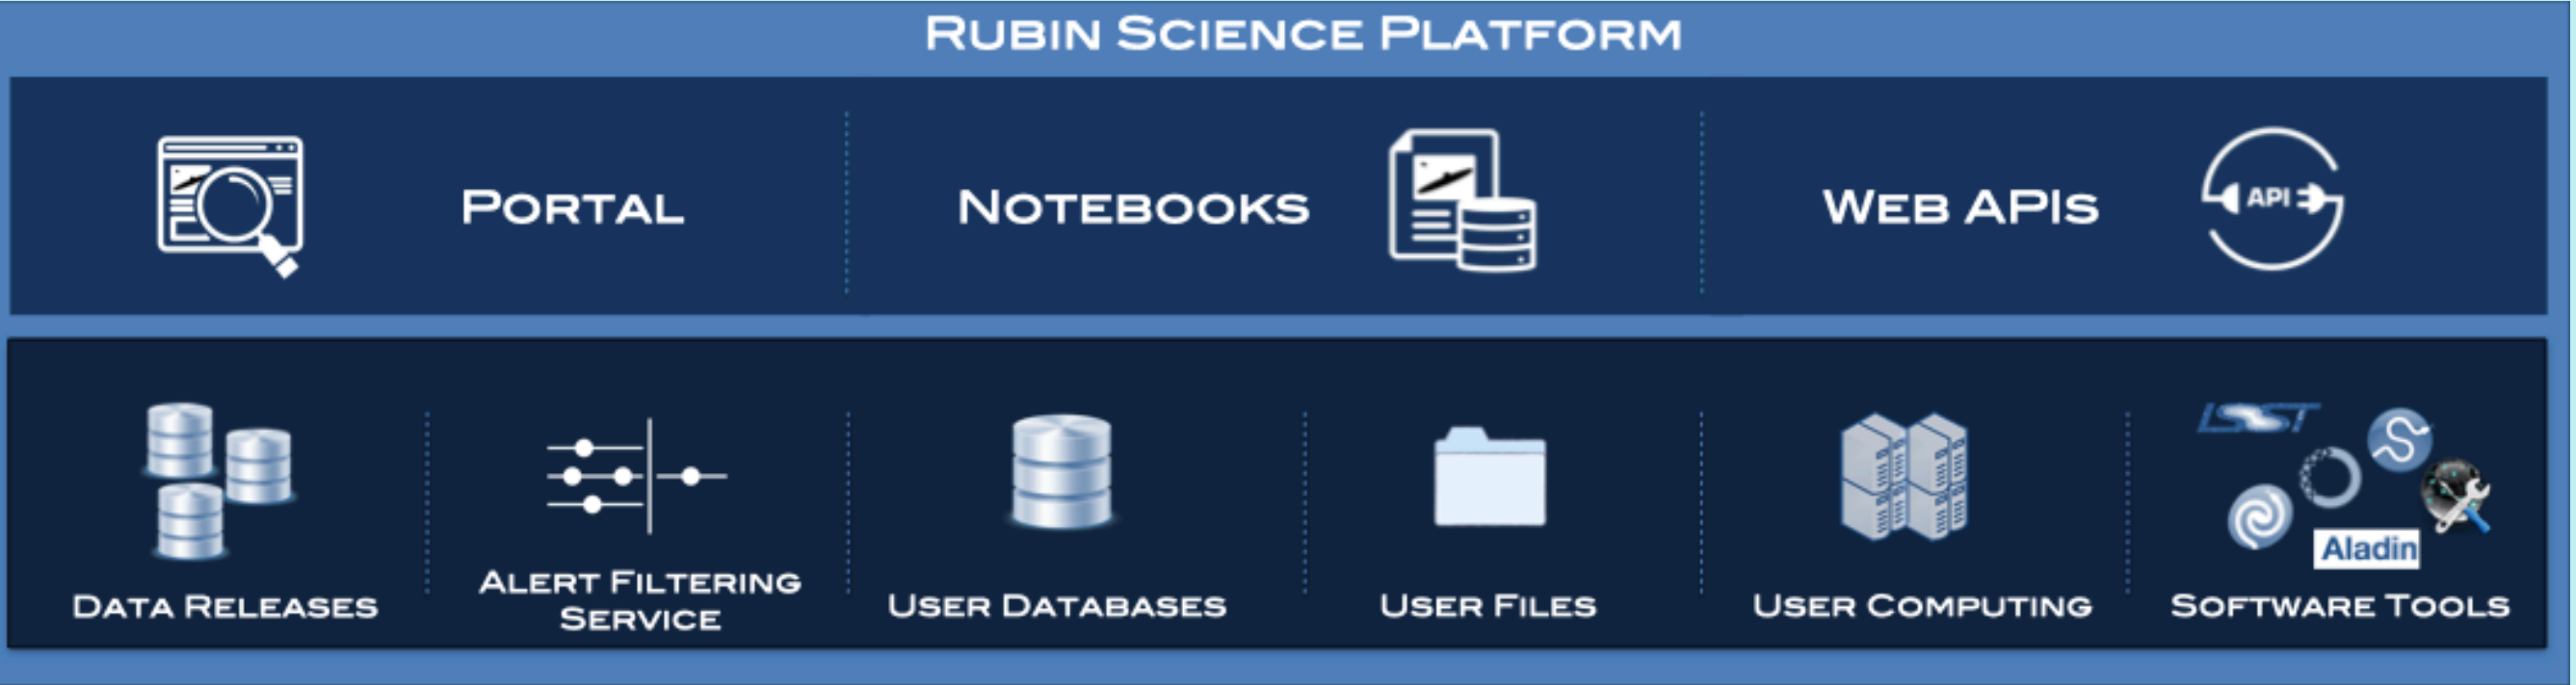 RUBIN SCIENCE PLATFORM
PORTAL
NOTEBOOKS
WEB APIS
API
LSST
Aladin
DATA RELEASES
ALERT FILTERING
SERVICE
USER DATABASES
USER FILES
USER COMPUTING
SOFTWARE TOOLS